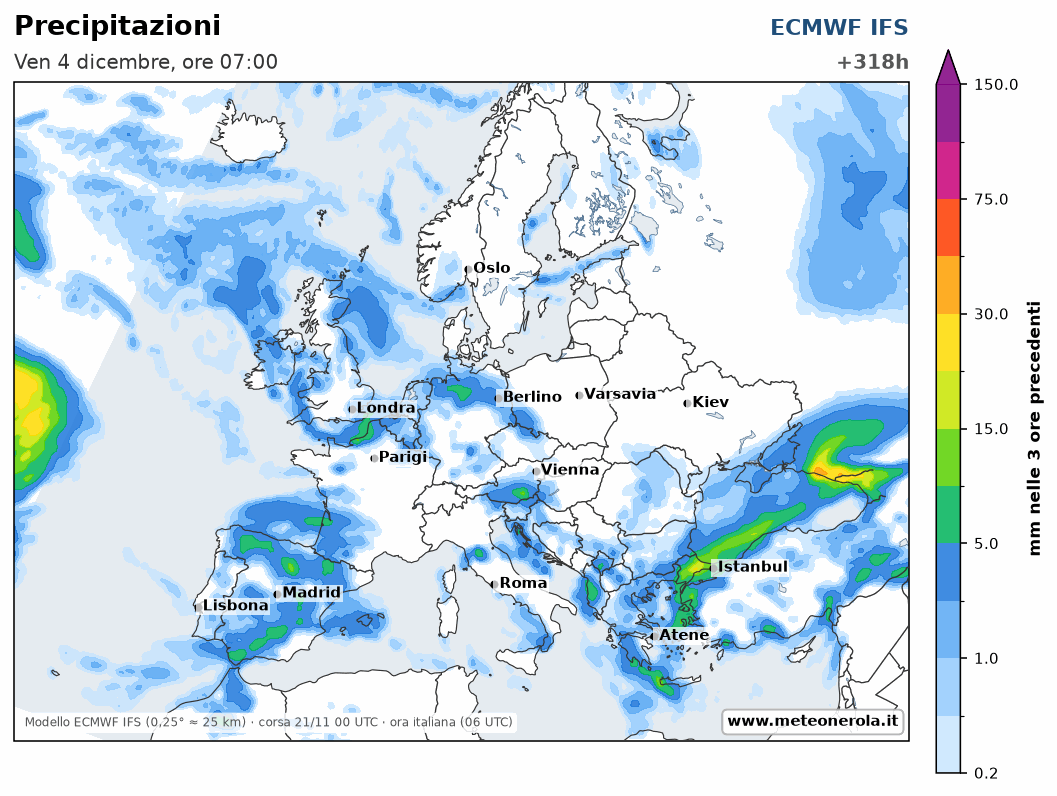 Precipitazioni
ECMWF IFS
Ven 4 dicembre, ore 07:00
+318h
150.0
75.0
30.0
15.0
5.0
1.0
0.2
mm nelle 3 ore precedenti
Oslo
Berlino
Varsavia
Kiev
Londra
Parigi
Vienna
Istanbul
Roma
Madrid
Lisbona
Atene
Modello ECMWF IFS (0,25° ≈ 25 km) · corsa 21/11 00 UTC · ora italiana (06 UTC)
www.meteonerola.it